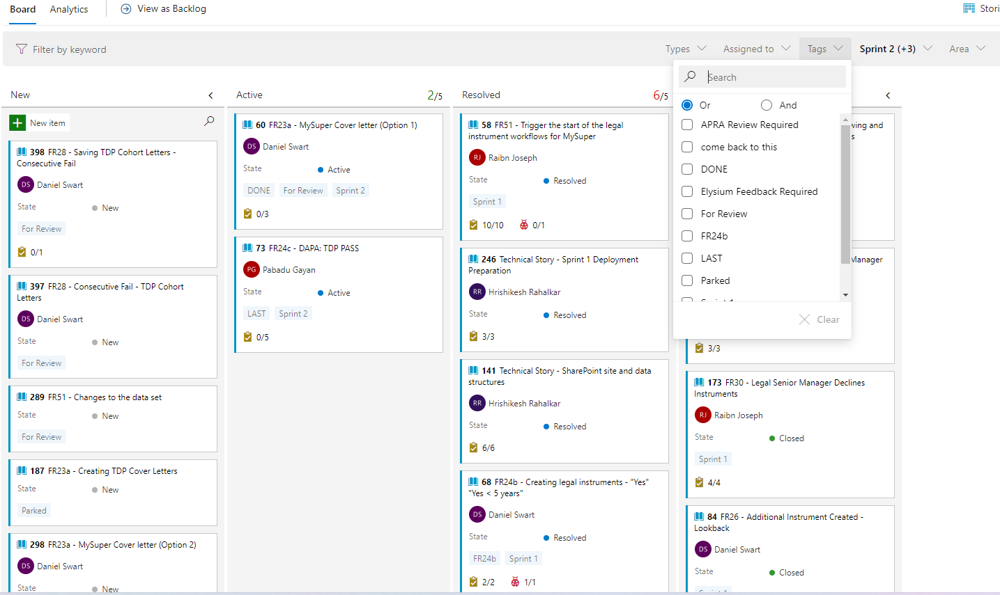 Board
Analytics
View as Backlog
Stori
Filter by keyword
Types
Assigned to
Tags
Sprint 2 (+3)
Area
New
New item
398 FR28 - Saving TDP Cohort Letters -
Consecutive Fail
DS Daniel Swart
State
New
For Review
0/1
397 FR28 - Consecutive Fail - TDP Cohort
Letters
DS Daniel Swart
State
New
For Review
289 FR51 - Changes to the data set
State
New
For Review
187 FR23a - Creating TDP Cover Letters
State
New
Parked
298 FR23a - MySuper Cover letter (Option 2)
DS Daniel Swart
State
New
Active
2/5
60 FR23a - MySuper Cover letter (Option 1)
DS Daniel Swart
State
Active
DONE
For Review
Sprint 2
0/3
73 FR24c - DAPA: TDP PASS
PG Pabadu Gayan
State
Active
LAST
Sprint 2
0/5
Resolved
6/5
58 FR51 - Trigger the start of the legal
instrument workflows for MySuper
RJ Raibn Joseph
State
Resolved
Sprint 1
10/10
0/1
246 Technical Story - Sprint 1 Deployment
Preparation
RR Hrishikesh Rahalkar
State
Resolved
3/3
141 Technical Story - SharePoint site and data
structures
RR Hrishikesh Rahalkar
State
Resolved
6/6
68 FR24b - Creating legal instruments - "Yes"
"Yes < 5 years"
DS Daniel Swart
State
Resolved
FR24b
Sprint 1
2/2
1/1
Search
Or
And
APRA Review Required
come back to this
DONE
Elysium Feedback Required
For Review
FR24b
LAST
Parked
Sprint 1
Clear
wing and
s
Manager
3/3
173 FR30 - Legal Senior Manager Declines
Instruments
RJ Raibn Joseph
State
Closed
Sprint 1
4/4
84 FR26 - Additional Instrument Created -
Lookback
DS Daniel Swart
State
Closed
Sprint 1